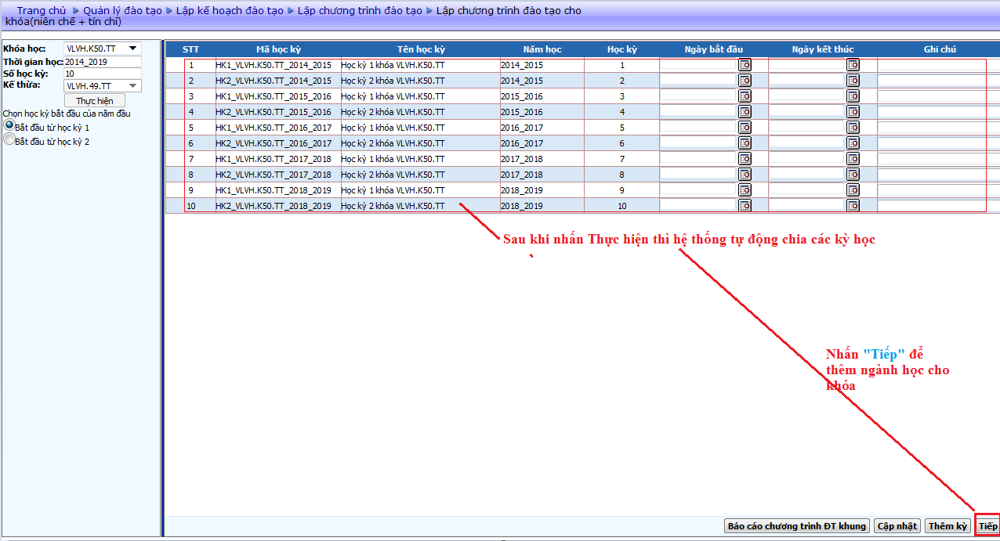 Trang chủ Quản lý đào tạo Lập kế hoạch đào tạo Lập chương trình đào tạo Lập chương trình đào tạo cho
khóa(niên chế + tín chỉ)
Khóa học: VLVH.K50.TT
Thời gian học: 2014_2019
Số học kỳ: 10
Kế thừa: VLVH.49.TT
Thực hiện
Chọn học kỳ bắt đầu của năm đầu
Bắt đầu từ học kỳ 1
Bắt đầu từ học kỳ 2
STT Mã học kỳ Tên học kỳ Năm học Học kỳ Ngày bắt đầu Ngày kết thúc Ghi chú
1 HK1_VLVH.K50.TT_2014_2015 Học kỳ 1 khóa VLVH.K50.TT 2014_2015 1
2 HK2_VLVH.K50.TT_2014_2015 Học kỳ 2 khóa VLVH.K50.TT 2014_2015 2
3 HK1_VLVH.K50.TT_2015_2016 Học kỳ 1 khóa VLVH.K50.TT 2015_2016 3
4 HK2_VLVH.K50.TT_2015_2016 Học kỳ 2 khóa VLVH.K50.TT 2015_2016 4
5 HK1_VLVH.K50.TT_2016_2017 Học kỳ 1 khóa VLVH.K50.TT 2016_2017 5
6 HK2_VLVH.K50.TT_2016_2017 Học kỳ 2 khóa VLVH.K50.TT 2016_2017 6
7 HK1_VLVH.K50.TT_2017_2018 Học kỳ 1 khóa VLVH.K50.TT 2017_2018 7
8 HK2_VLVH.K50.TT_2017_2018 Học kỳ 2 khóa VLVH.K50.TT 2017_2018 8
9 HK1_VLVH.K50.TT_2018_2019 Học kỳ 1 khóa VLVH.K50.TT 2018_2019 9
10 HK2_VLVH.K50.TT_2018_2019 Học kỳ 2 khóa VLVH.K50.TT 2018_2019 10
Sau khi nhấn Thực hiện thì hệ thống tự động chia các kỳ học
Nhấn "Tiếp" để
thêm ngành học cho
khóa
Báo cáo chương trình ĐT khung Cập nhật Thêm kỳ Tiếp